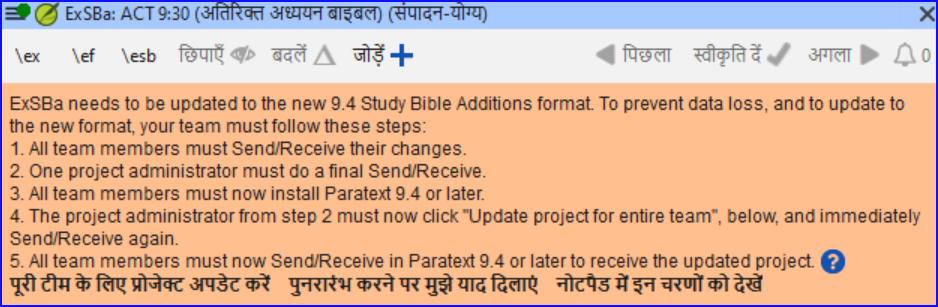 ExSBa: ACT 9:30 (अतिरिक्त अध्ययन बाइबल) (संपादन-योग्य)
\ex \ef \esb छिपाएँ बदलें जोड़ें पिछला स्वीकृति दें अगला 0
ExSBa needs to be updated to the new 9.4 Study Bible Additions format. To prevent data loss, and to update to
the new format, your team must follow these steps:
1. All team members must Send/Receive their changes.
2. One project administrator must do a final Send/Receive.
3. All team members must now install Paratext 9.4 or later.
4. The project administrator from step 2 must now click "Update project for entire team", below, and immediately
Send/Receive again.
5. All team members must now Send/Receive in Paratext 9.4 or later to receive the updated project. ?
पूरी टीम के लिए प्रोजेक्ट अपडेट करें पुनरारंभ करने पर मुझे याद दिलाएं नोटपैड में इन चरणों को देखें